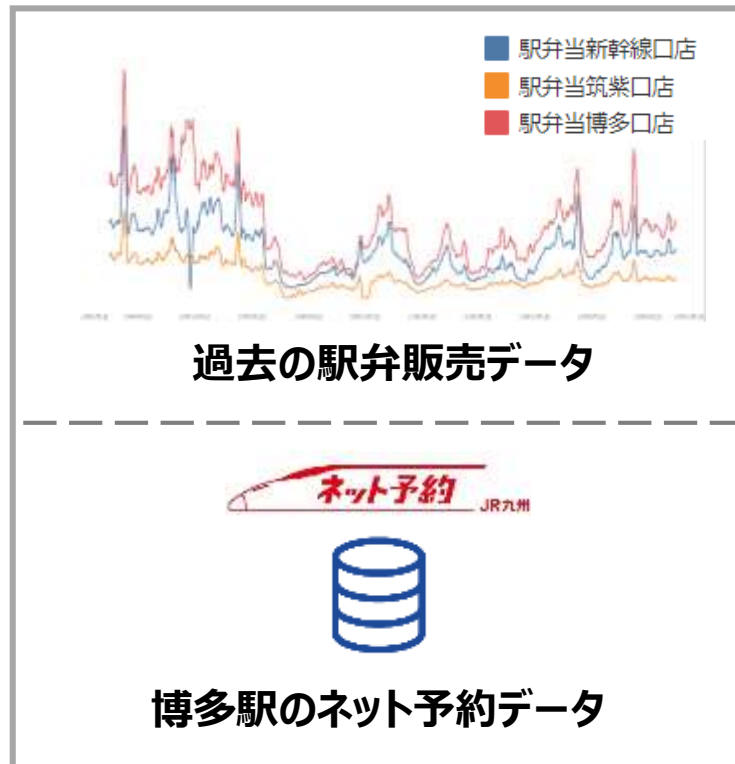 駅弁当新幹線口店
駅弁当筑紫口店
駅弁当博多口店
過去の駅弁販売データ
ネット予約
JR九州
博多駅のネット予約データ